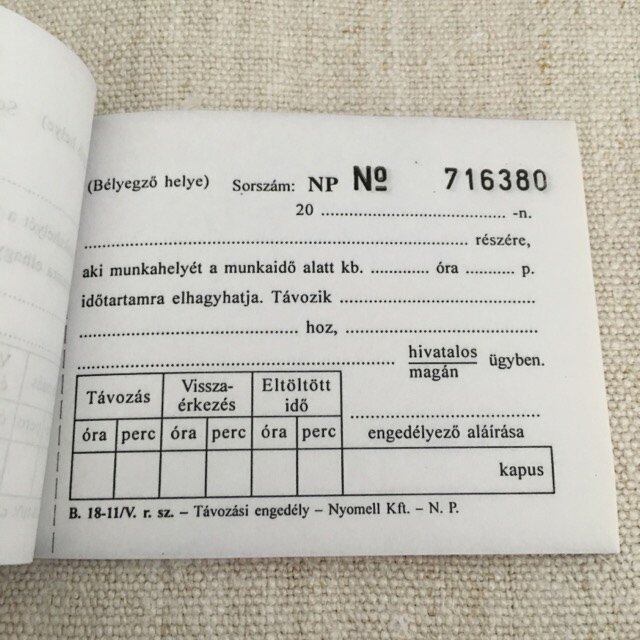 (Bélyegző helye) Sorszám: NP № 716380
20 ........................................ -n.
................................................................ részére,
aki munkahelyét a munkaidő alatt kb. .......... óra .......... p.
időtartamra elhagyhatja. Távozik ........................................
............................................ hoz, ........................................
............................................................ hivatalos
magán ügyben.
Távozás Vissza-
érkezés Eltöltött
idő
óra perc óra perc óra perc
........................................
engedélyező aláírása
kapus
B. 18-11/V. r. sz. – Távozási engedély – Nyomell Kft. – N. P.